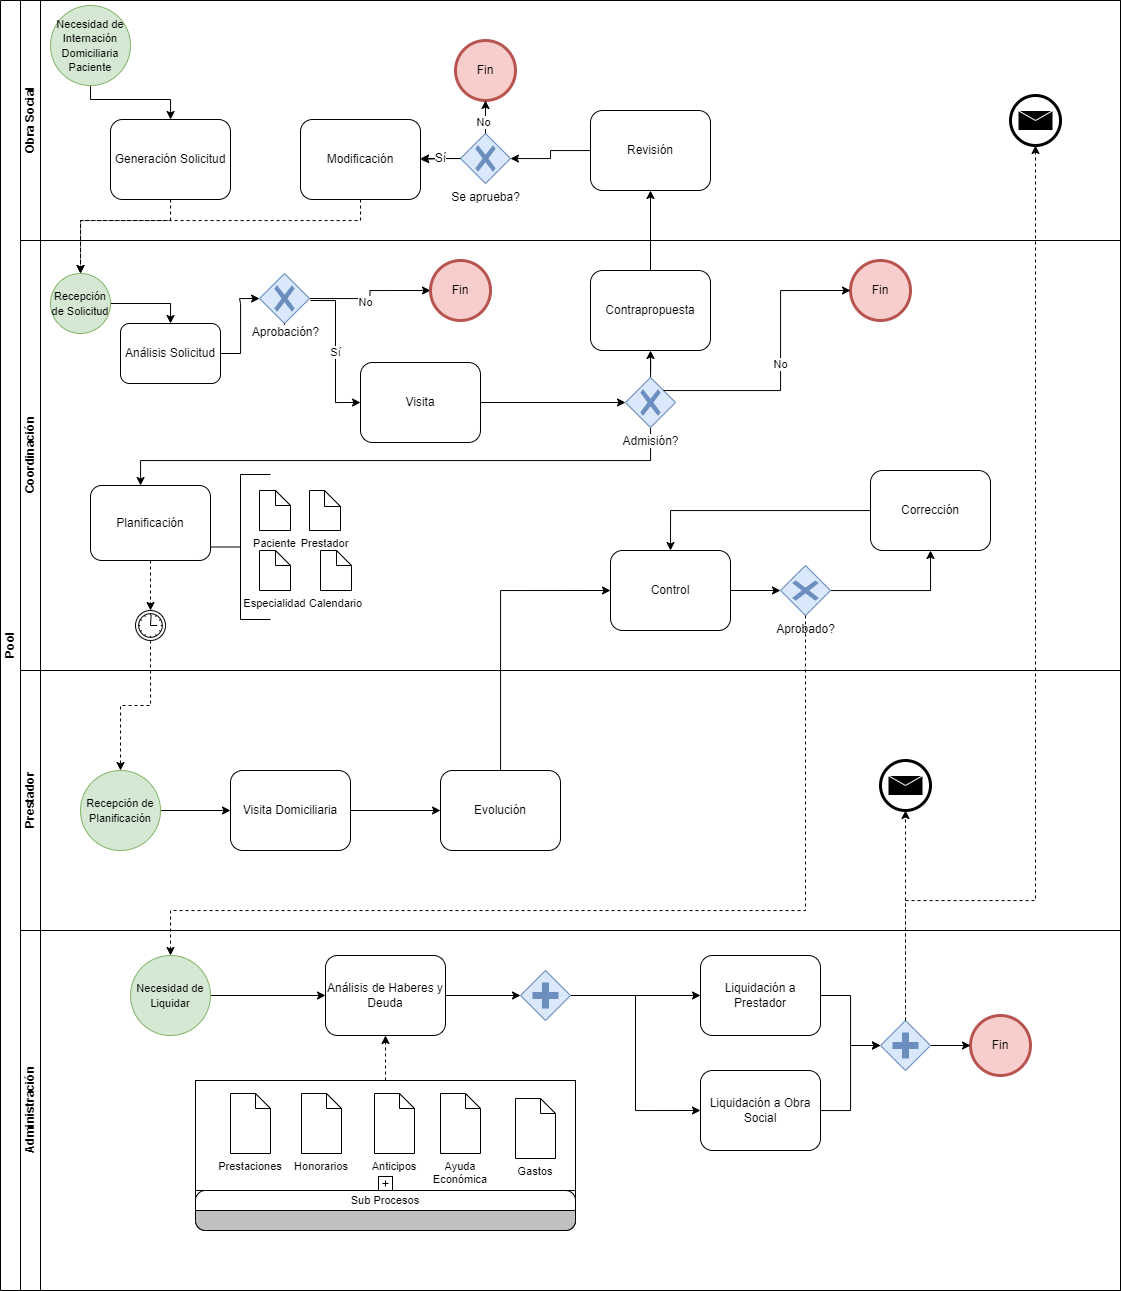 Pool
Obra Social
Necesidad de
Internación
Domiciliaria
Paciente
Generación Solicitud
Modificación
Sí
Fin
No
Se aprueba?
Revisión
Coordinación
Recepción
de Solicitud
Análisis Solicitud
Aprobación?
No
Fin
Sí
Visita
Contrapropuesta
Admisión?
No
Fin
Planificación
Paciente
Prestador
Especialidad
Calendario
Control
Aprobado?
Corrección
Prestador
Recepción de
Planificación
Visita Domiciliaria
Evolución
Administración
Necesidad de
Liquidar
Análisis de Haberes y
Deuda
Liquidación a
Prestador
Liquidación a Obra
Social
Fin
Prestaciones
Honorarios
Anticipos
Ayuda
Económica
Gastos
Sub Procesos